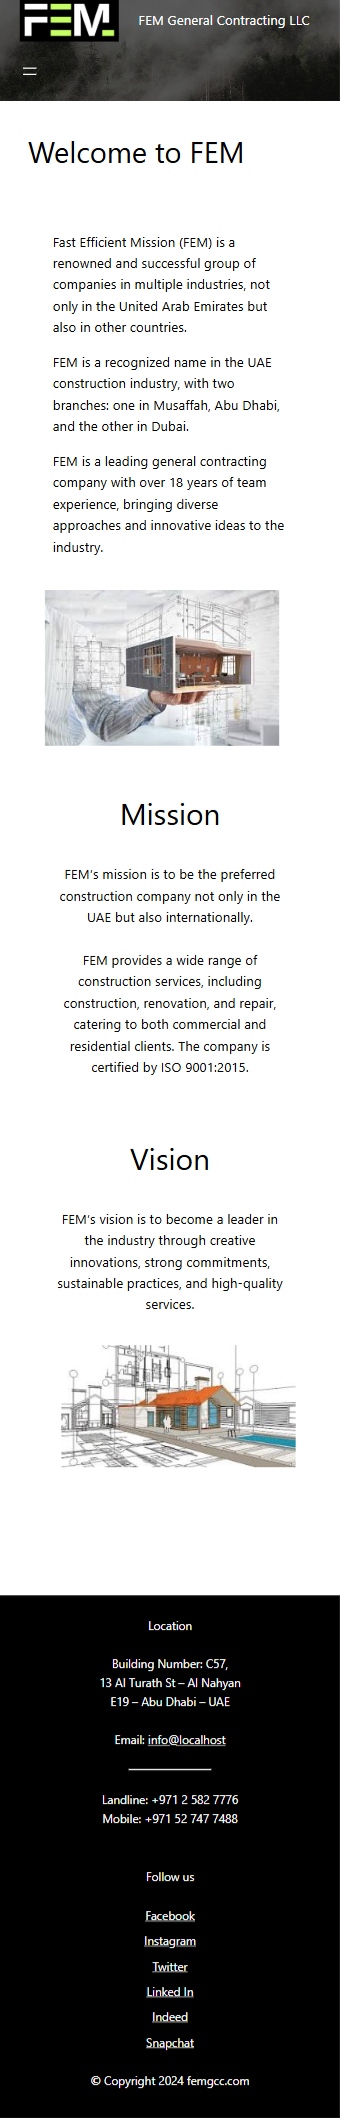 FEM.
FEM General Contracting LLC
Welcome to FEM
Fast Efficient Mission (FEM) is a
renowned and successful group of
companies in multiple industries, not
only in the United Arab Emirates but
also in other countries.
FEM is a recognized name in the UAE
construction industry, with two
branches: one in Musaffah, Abu Dhabi,
and the other in Dubai.
FEM is a leading general contracting
company with over 18 years of team
experience, bringing diverse
approaches and innovative ideas to the
industry.
Mission
FEM's mission is to be the preferred
construction company not only in the
UAE but also internationally.
FEM provides a wide range of
construction services, including
construction, renovation, and repair,
catering to both commercial and
residential clients. The company is
certified by ISO 9001:2015.
Vision
FEM's vision is to become a leader in
the industry through creative
innovations, strong commitments,
sustainable practices, and high-quality
services.
Location
Building Number: C57,
13 Al Turath St – Al Nahyan
E19 – Abu Dhabi – UAE
Email: info@localhost
Landline: +971 2 582 7776
Mobile: +971 52 747 7488
Follow us
Facebook
Instagram
Twitter
Linked In
Indeed
Snapchat
© Copyright 2024 femgcc.com